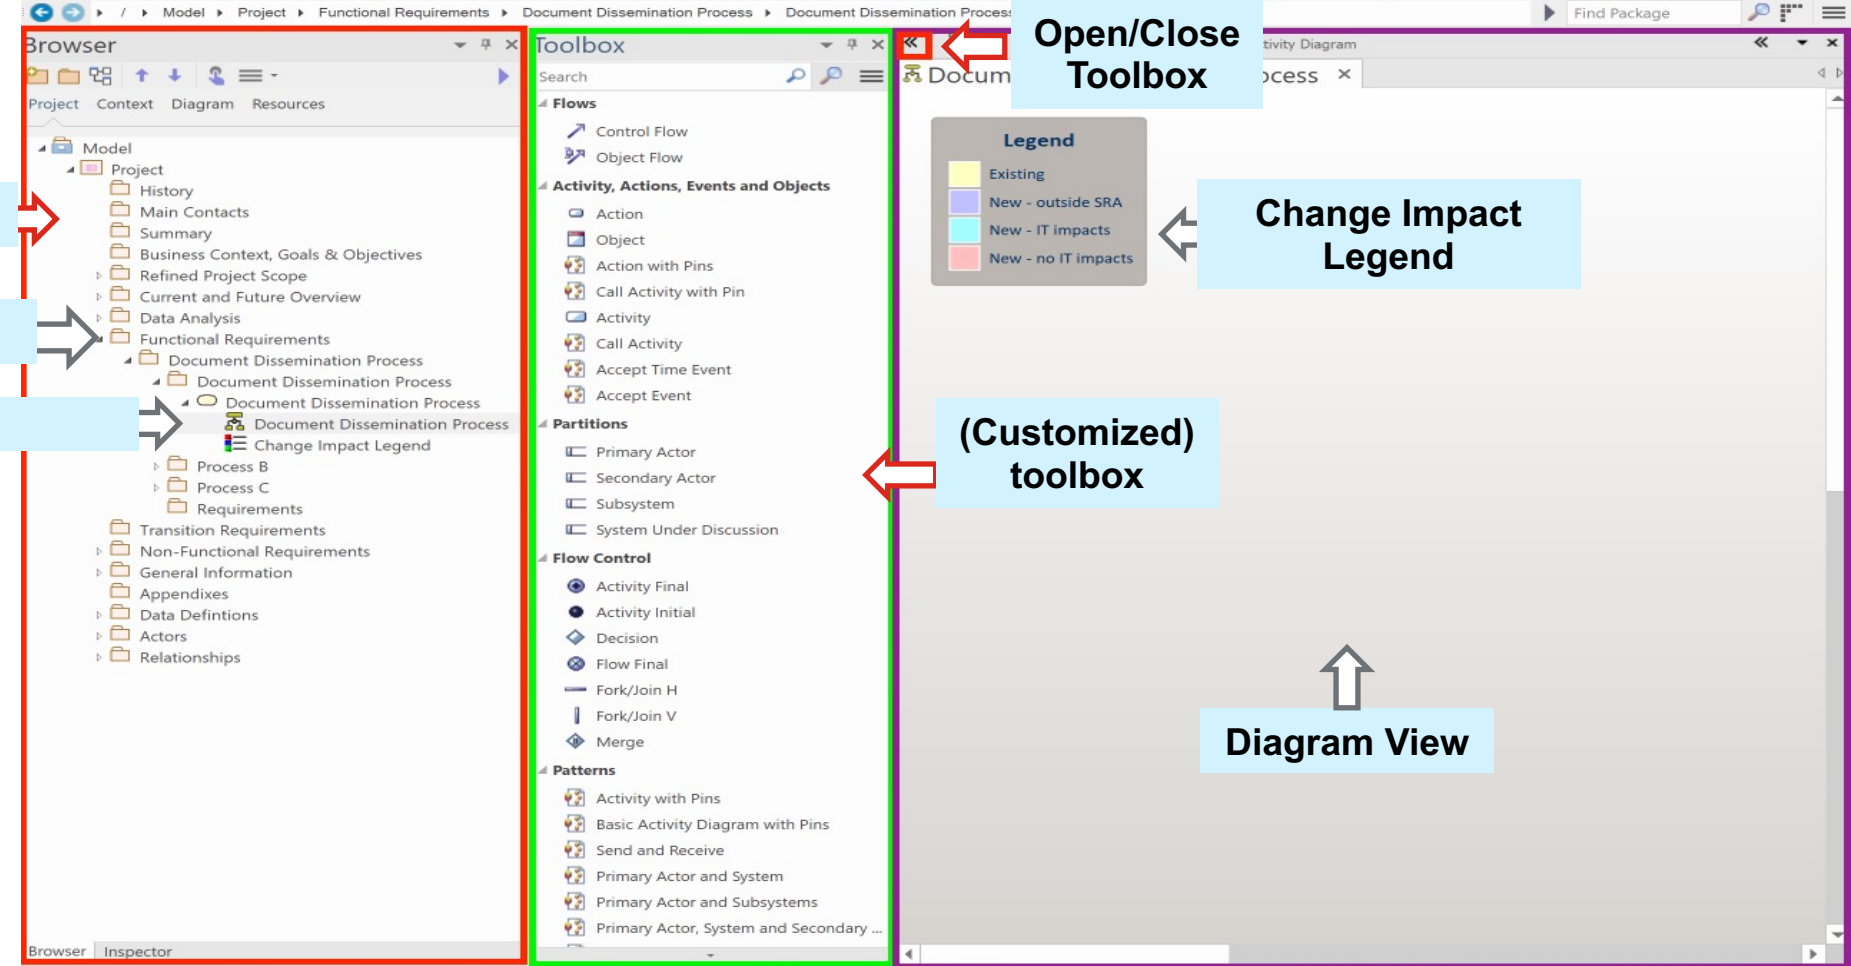 / Model Project Functional Requirements Document Dissemination Process Document Dissemination Process
Find Package
Browser
Project Context Diagram Resources
Model
Project
History
Main Contacts
Summary
Business Context, Goals & Objectives
Refined Project Scope
Current and Future Overview
Data Analysis
Functional Requirements
Document Dissemination Process
Document Dissemination Process
Document Dissemination Process
Document Dissemination Process
Change Impact Legend
Process B
Process C
Requirements
Transition Requirements
Non-Functional Requirements
General Information
Appendixes
Data Defintions
Actors
Relationships
Browser Inspector
Toolbox
Search
Flows
Control Flow
Object Flow
Activity, Actions, Events and Objects
Action
Object
Action with Pins
Call Activity with Pin
Activity
Call Activity
Accept Time Event
Accept Event
Partitions
Primary Actor
Secondary Actor
Subsystem
System Under Discussion
Flow Control
Activity Final
Activity Initial
Decision
Flow Final
Fork/Join H
Fork/Join V
Merge
Patterns
Activity with Pins
Basic Activity Diagram with Pins
Send and Receive
Primary Actor and System
Primary Actor and Subsystems
Primary Actor, System and Secondary ...
Open/Close
Toolbox
tivity Diagram
Docum
ocess
Legend
Existing
New - outside SRA
New - IT impacts
New - no IT impacts
Change Impact
Legend
(Customized)
toolbox
Diagram View